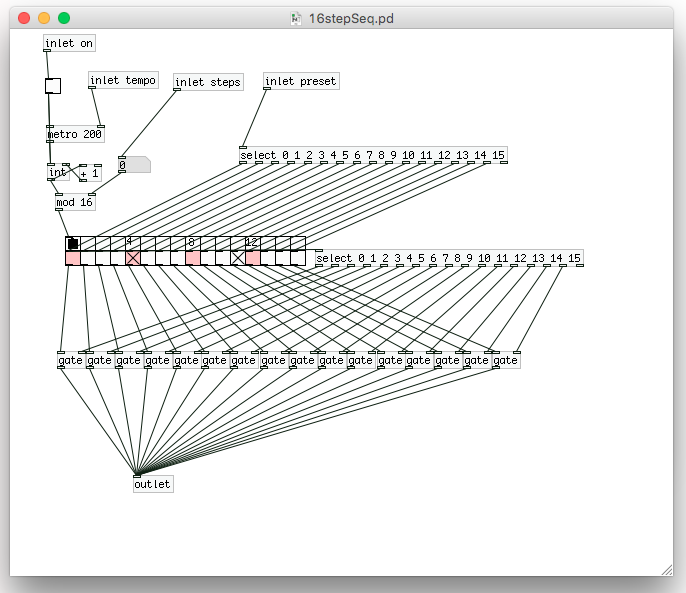 16stepSeq.pd
inlet on
inlet tempo
inlet steps
inlet preset
metro 200
select 0 1 2 3 4 5 6 7 8 9 10 11 12 13 14 15
int
+ 1
0
mod 16
4 8 12
select 0 1 2 3 4 5 6 7 8 9 10 11 12 13 14 15
gate gate gate gate gate gate gate gate gate gate gate gate gate gate gate gate
outlet